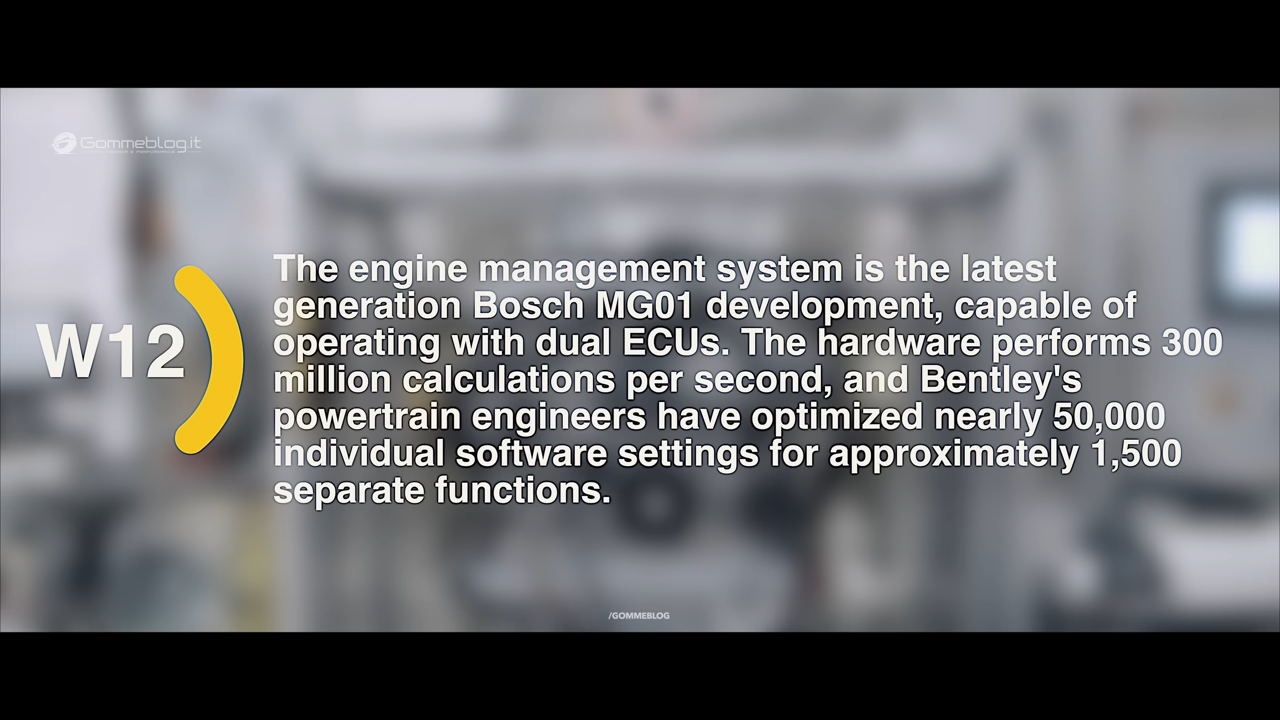 Gommeblog.it
W12
The engine management system is the latest
generation Bosch MG01 development, capable of
operating with dual ECUs. The hardware performs 300
million calculations per second, and Bentley's
powertrain engineers have optimized nearly 50,000
individual software settings for approximately 1,500
separate functions.
/GOMMEBLOG